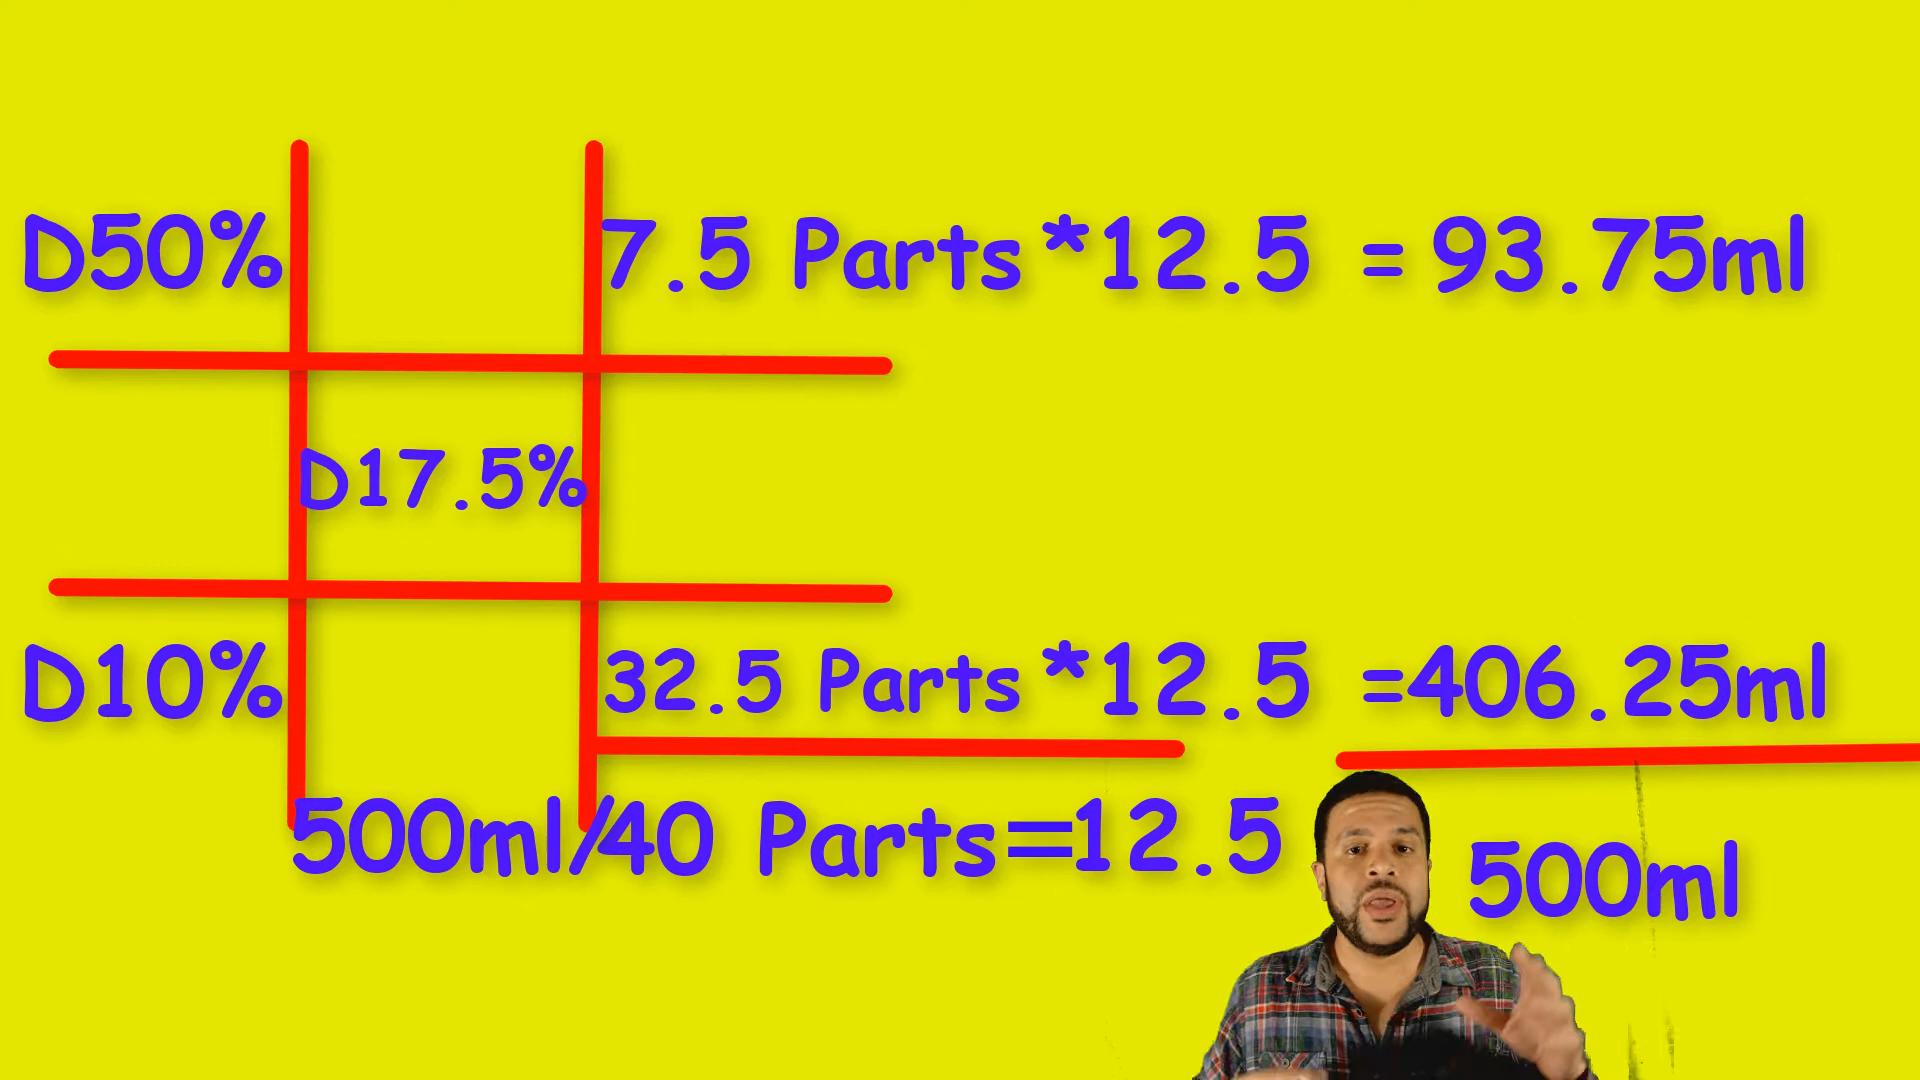 D50% 7.5 Parts *12.5 = 93.75ml
D17.5%
D10% 32.5 Parts *12.5 =406.25ml
500ml/40 Parts=12.5 500ml